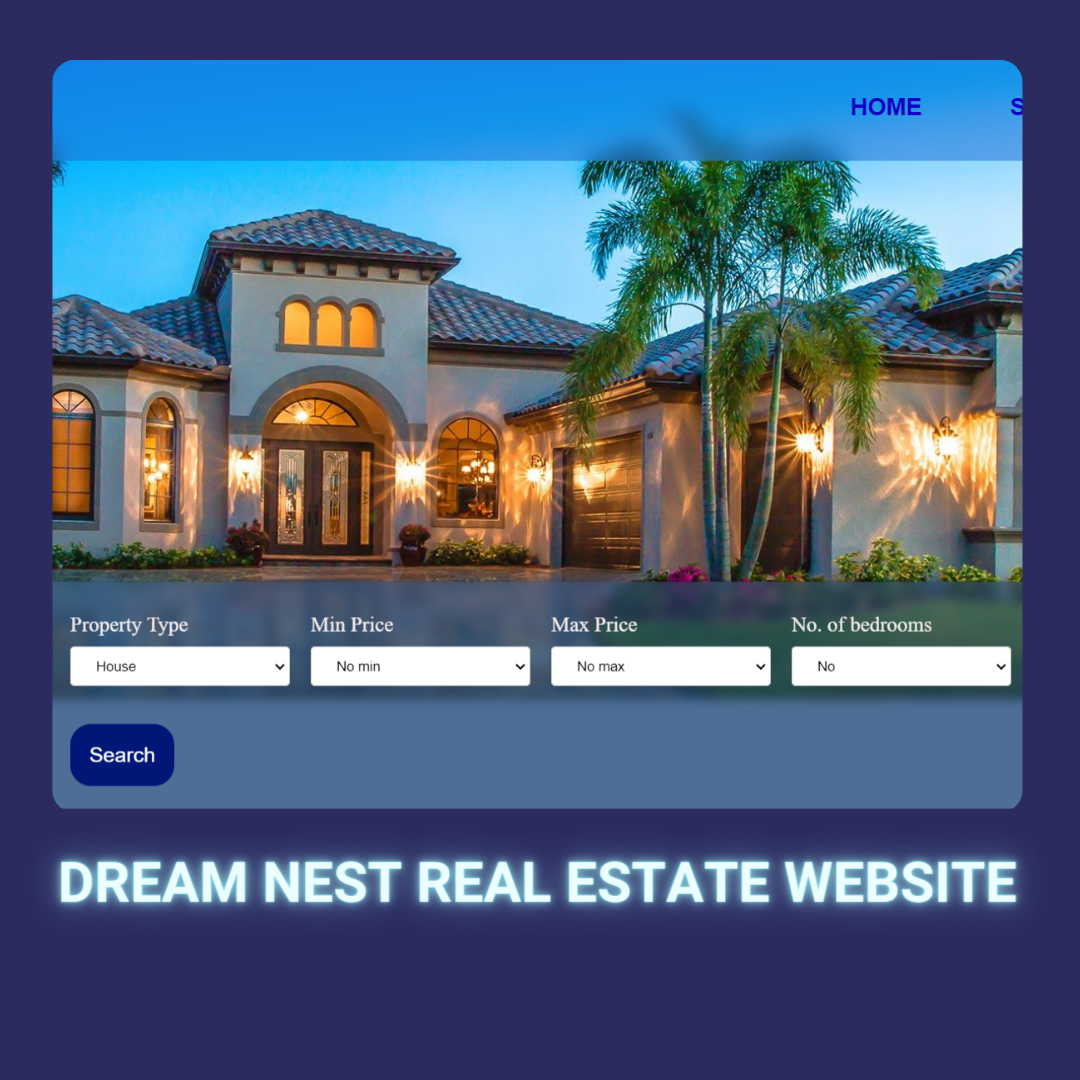 HOME S
Property Type Min Price Max Price No. of bedrooms
House No min No max No
Search
DREAM NEST REAL ESTATE WEBSITE